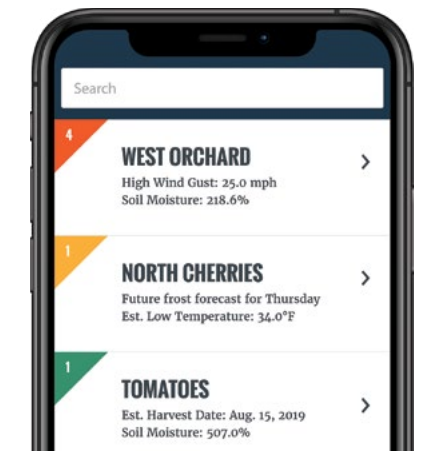 Search
4
WEST ORCHARD
High Wind Gust: 25.0 mph
Soil Moisture: 218.6%
1
NORTH CHERRIES
Future frost forecast for Thursday
Est. Low Temperature: 34.0°F
1
TOMATOES
Est. Harvest Date: Aug. 15, 2019
Soil Moisture: 507.0%